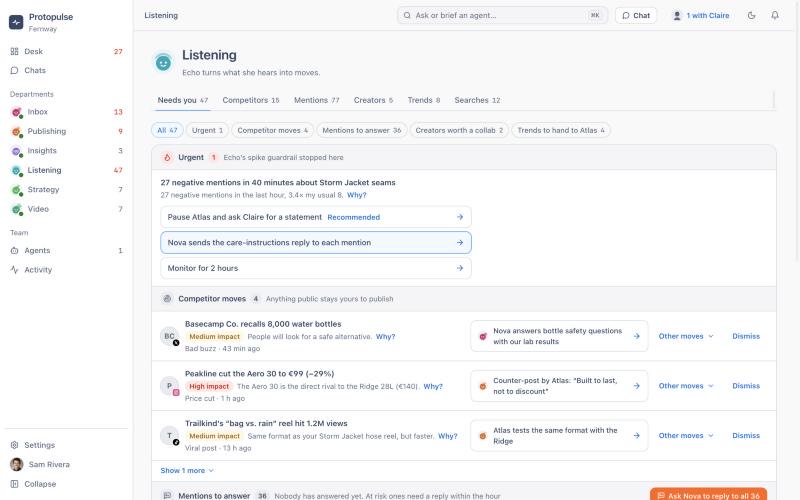 Protopulse
Fernway
Desk 27
Chats
Departments
Inbox 13
Publishing 9
Insights 3
Listening 47
Strategy 7
Video 7
Team
Agents 1
Activity
Settings
Sam Rivera
Collapse
Listening
Ask or brief an agent... ⌘K
Chat
1 with Claire
Listening
Echo turns what she hears into moves.
Needs you 47 Competitors 15 Mentions 77 Creators 5 Trends 8 Searches 12
All 47 Urgent 1 Competitor moves 4 Mentions to answer 36 Creators worth a collab 2 Trends to hand to Atlas 4
Urgent 1 Echo's spike guardrail stopped here
27 negative mentions in 40 minutes about Storm Jacket seams
27 negative mentions in the last hour, 3.4× my usual 8. Why?
Pause Atlas and ask Claire for a statement Recommended
Nova sends the care-instructions reply to each mention
Monitor for 2 hours
Competitor moves 4 Anything public stays yours to publish
BC
Basecamp Co. recalls 8,000 water bottles
Medium impact People will look for a safe alternative. Why?
Bad buzz · 43 min ago
Nova answers bottle safety questions
with our lab results
Other moves Dismiss
P
Peakline cut the Aero 30 to €99 (−29%)
High impact The Aero 30 is the direct rival to the Ridge 28L (€140). Why?
Price cut · 1 h ago
Counter-post by Atlas: "Built to last,
not to discount"
Other moves Dismiss
T
Trailkind's "bag vs. rain" reel hit 1.2M views
Medium impact Same format as your Storm Jacket hose reel, but faster. Why?
Viral post · 13 h ago
Atlas tests the same format with the
Ridge
Other moves Dismiss
Show 1 more
Mentions to answer 36 Nobody has answered yet. At risk ones need a reply within the hour
Ask Nova to reply to all 36